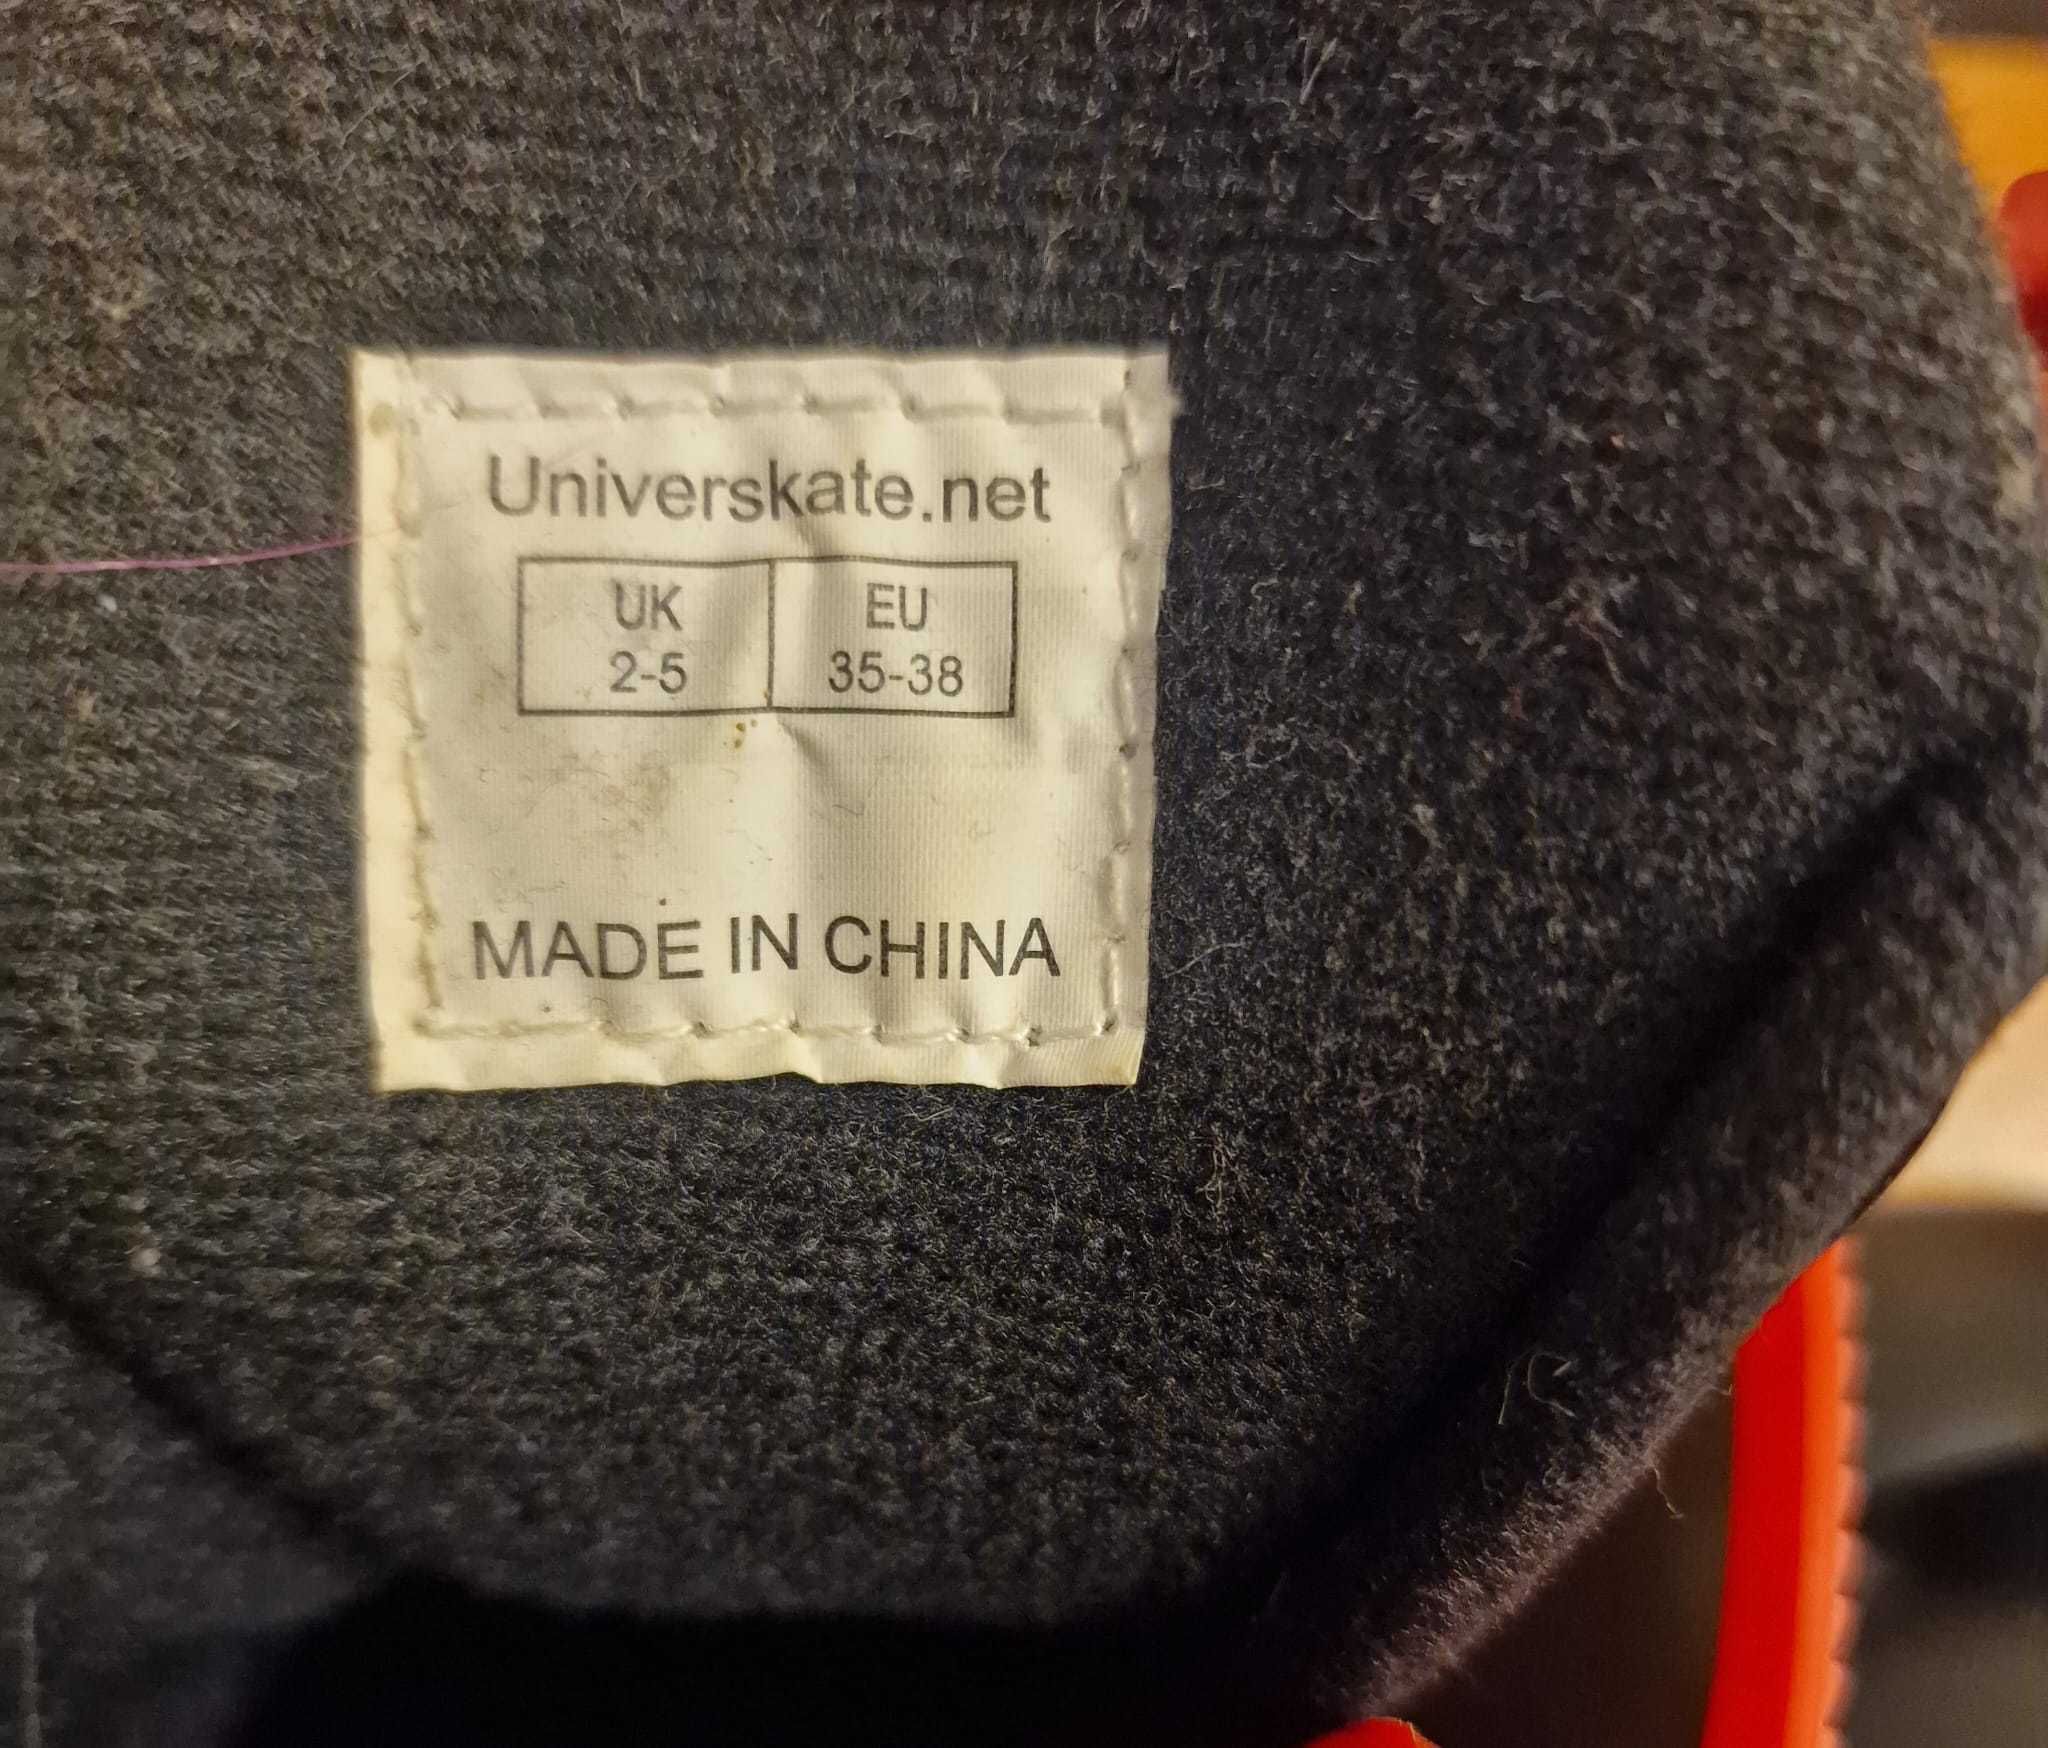 Universkate.net
UK EU
2-5 35-38
MADE IN CHINA